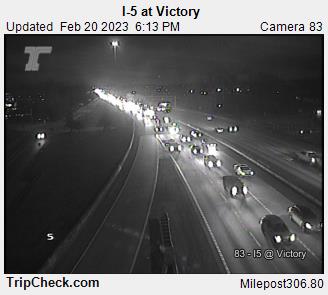 I-5 at Victory
Updated  Feb 20 2023  6:13 PM  Camera 83
T
S
83 - I5 @ Victory
TripCheck.com  Milepost306.80